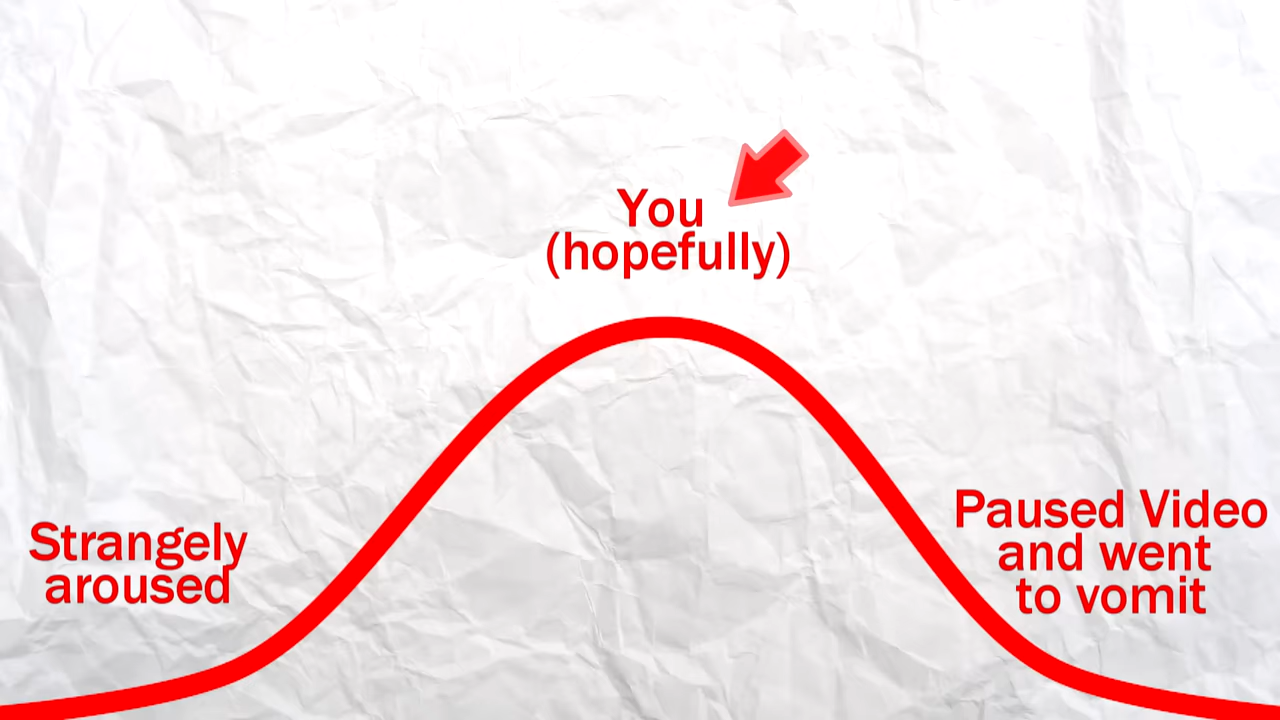 You
(hopefully)
Strangely
aroused
Paused Video
and went
to vomit